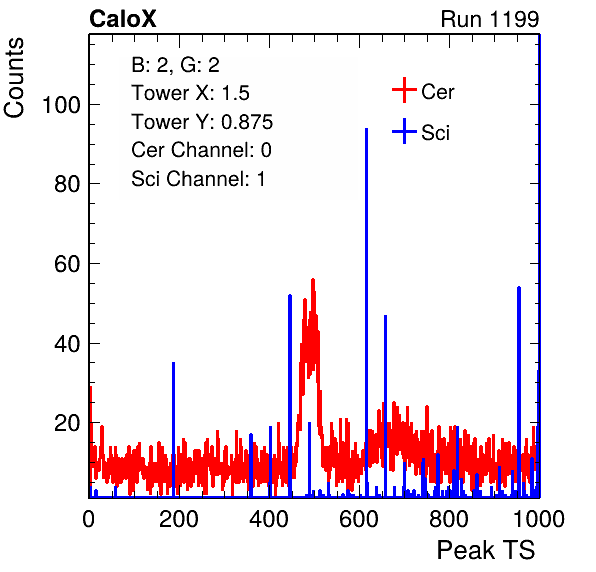 CaloX Run 1199
B: 2, G: 2
Tower X: 1.5
Tower Y: 0.875
Cer Channel: 0
Sci Channel: 1
Cer
Sci
Counts
100
80
60
40
20
0 200 400 600 800 1000
Peak TS